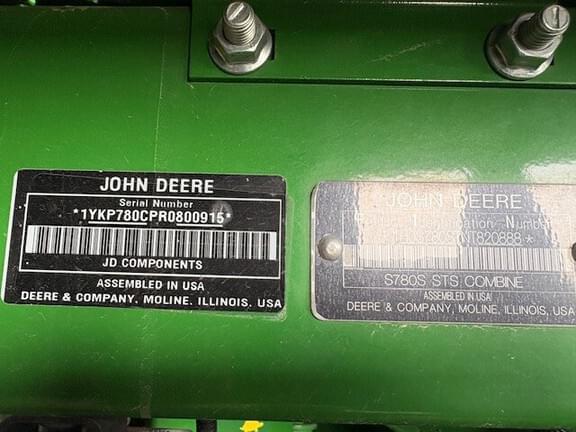 JOHN DEERE
Serial Number
*1YKP780CPR0800915*
JD COMPONENTS
ASSEMBLED IN USA
DEERE & COMPANY, MOLINE, ILLINOIS, USA
JOHN DEERE
S780S STS COMBINE
ASSEMBLED IN USA
DEERE & COMPANY, MOLINE, ILLINOIS, USA